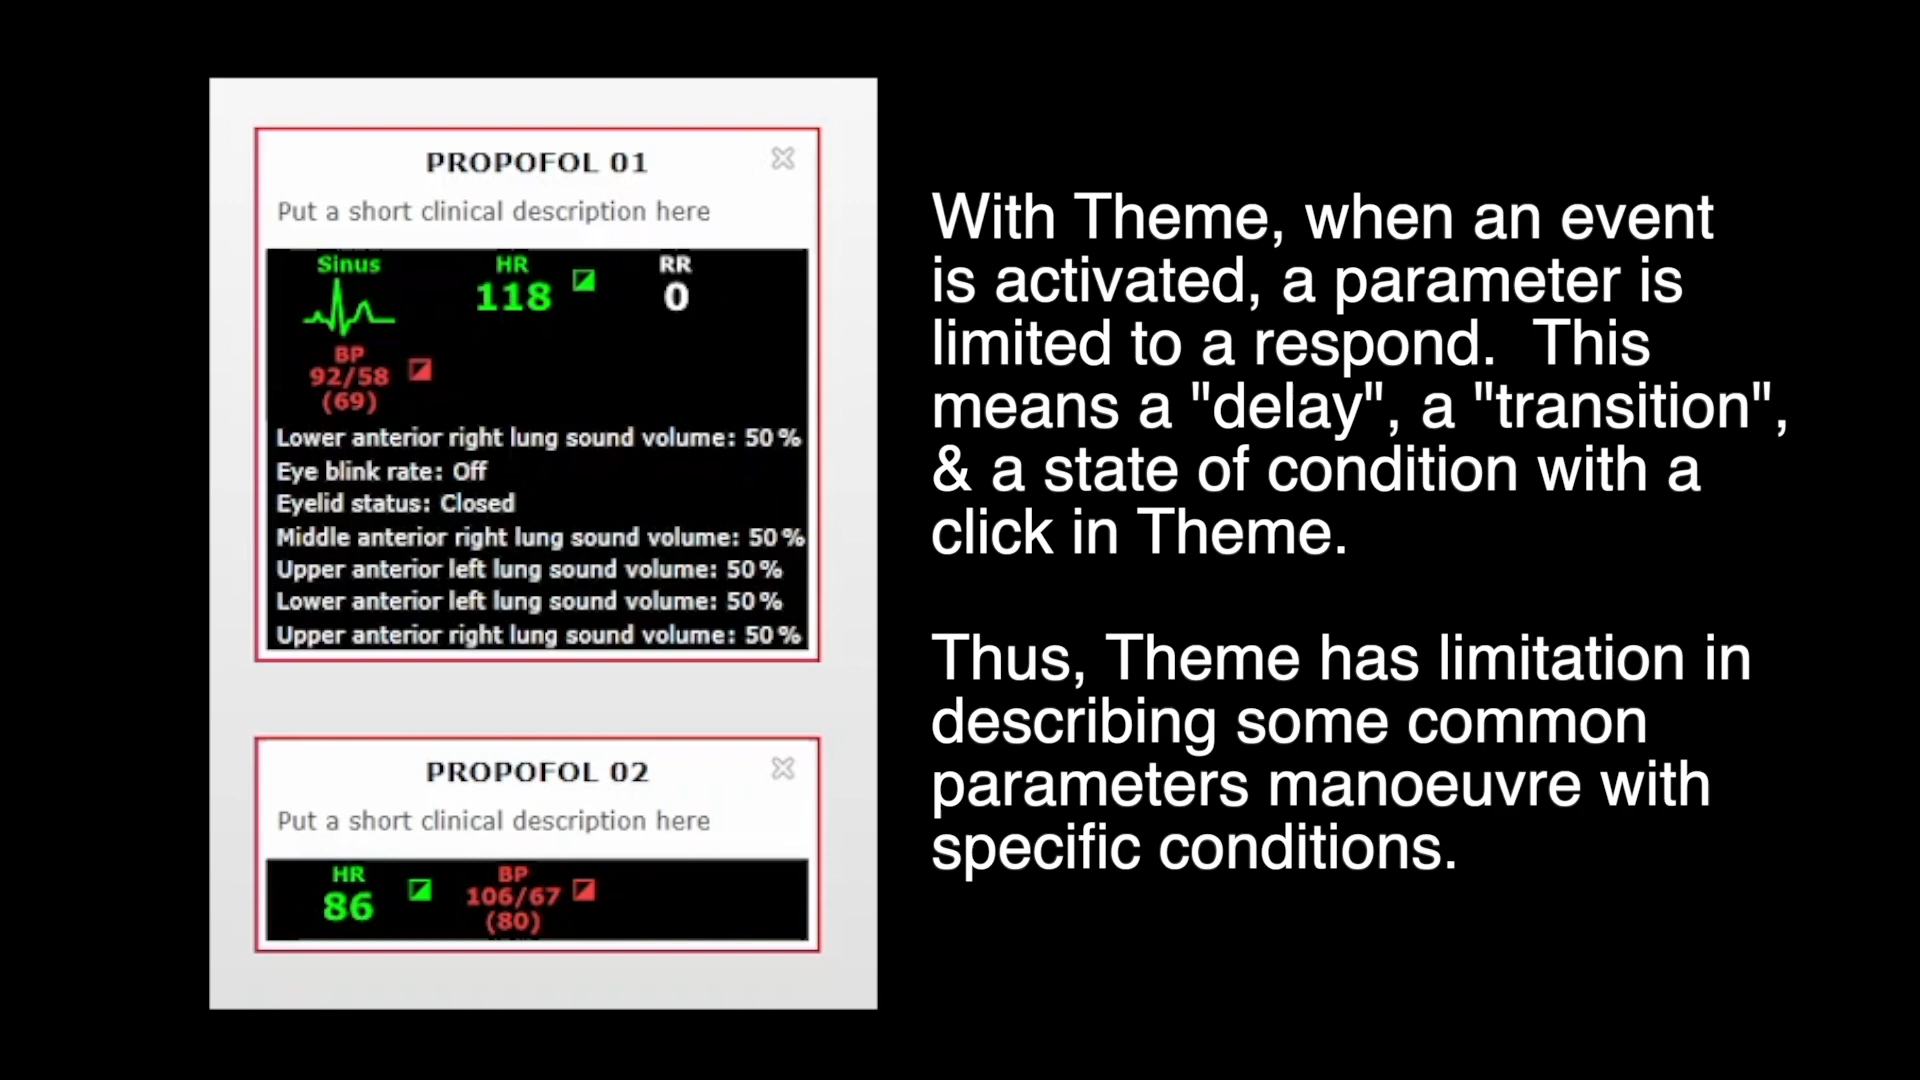 PROPOFOL 01
Put a short clinical description here
Sinus
HR
118
RR
0
BP
92/58
(69)
Lower anterior right lung sound volume: 50 %
Eye blink rate: Off
Eyelid status: Closed
Middle anterior right lung sound volume: 50 %
Upper anterior left lung sound volume: 50 %
Lower anterior left lung sound volume: 50 %
Upper anterior right lung sound volume: 50 %
PROPOFOL 02
Put a short clinical description here
HR
86
BP
106/67
(80)
With Theme, when an event
is activated, a parameter is
limited to a respond.  This
means a "delay", a "transition",
& a state of condition with a
click in Theme.
Thus, Theme has limitation in
describing some common
parameters manoeuvre with
specific conditions.